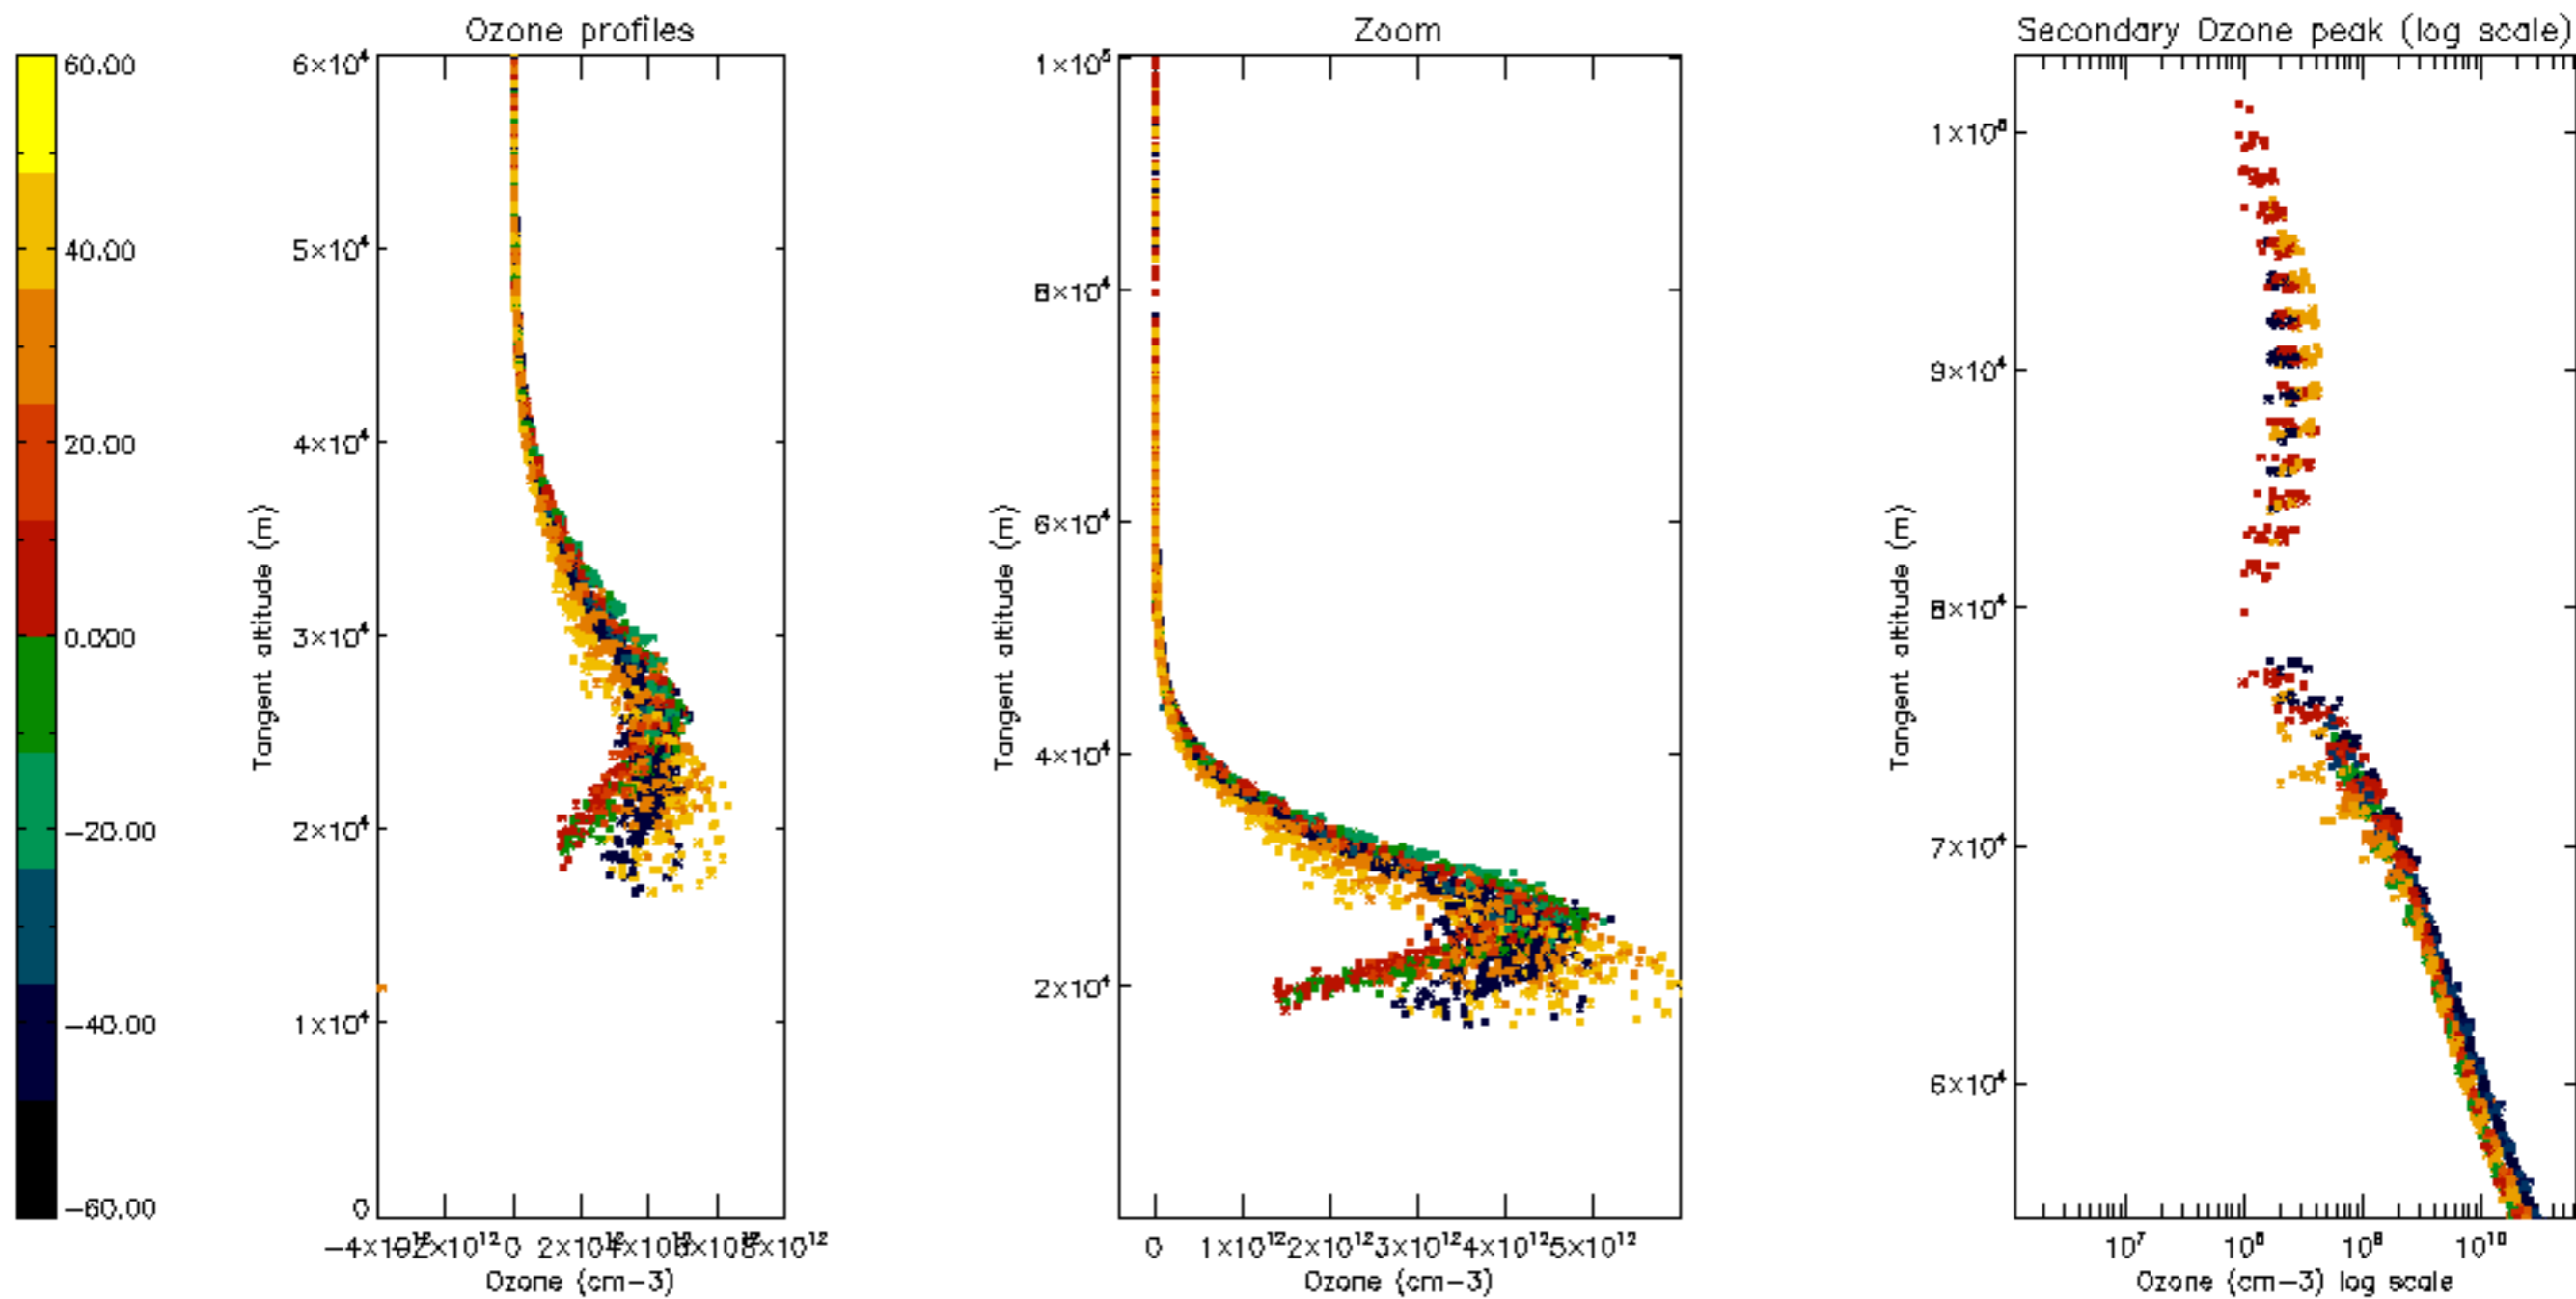 Ozone profiles
Zoom
Secondary Ozone peak (log scale)
60.00
40.00
20.00
0.000
−20.00
−40.00
−60.00
6×10⁴
5×10⁴
4×10⁴
3×10⁴
2×10⁴
1×10⁴
0
Tangent altitude (m)
0 2×10¹²
Ozone (cm−3)
1×10⁵
8×10⁴
6×10⁴
4×10⁴
2×10⁴
Tangent altitude (m)
0 1×10¹² 2×10¹² 3×10¹² 4×10¹² 5×10¹²
Ozone (cm−3)
1×10⁵
9×10⁴
8×10⁴
7×10⁴
6×10⁴
Tangent altitude (m)
10⁷ 10⁸ 10⁹ 10¹⁰
Ozone (cm−3) log scale